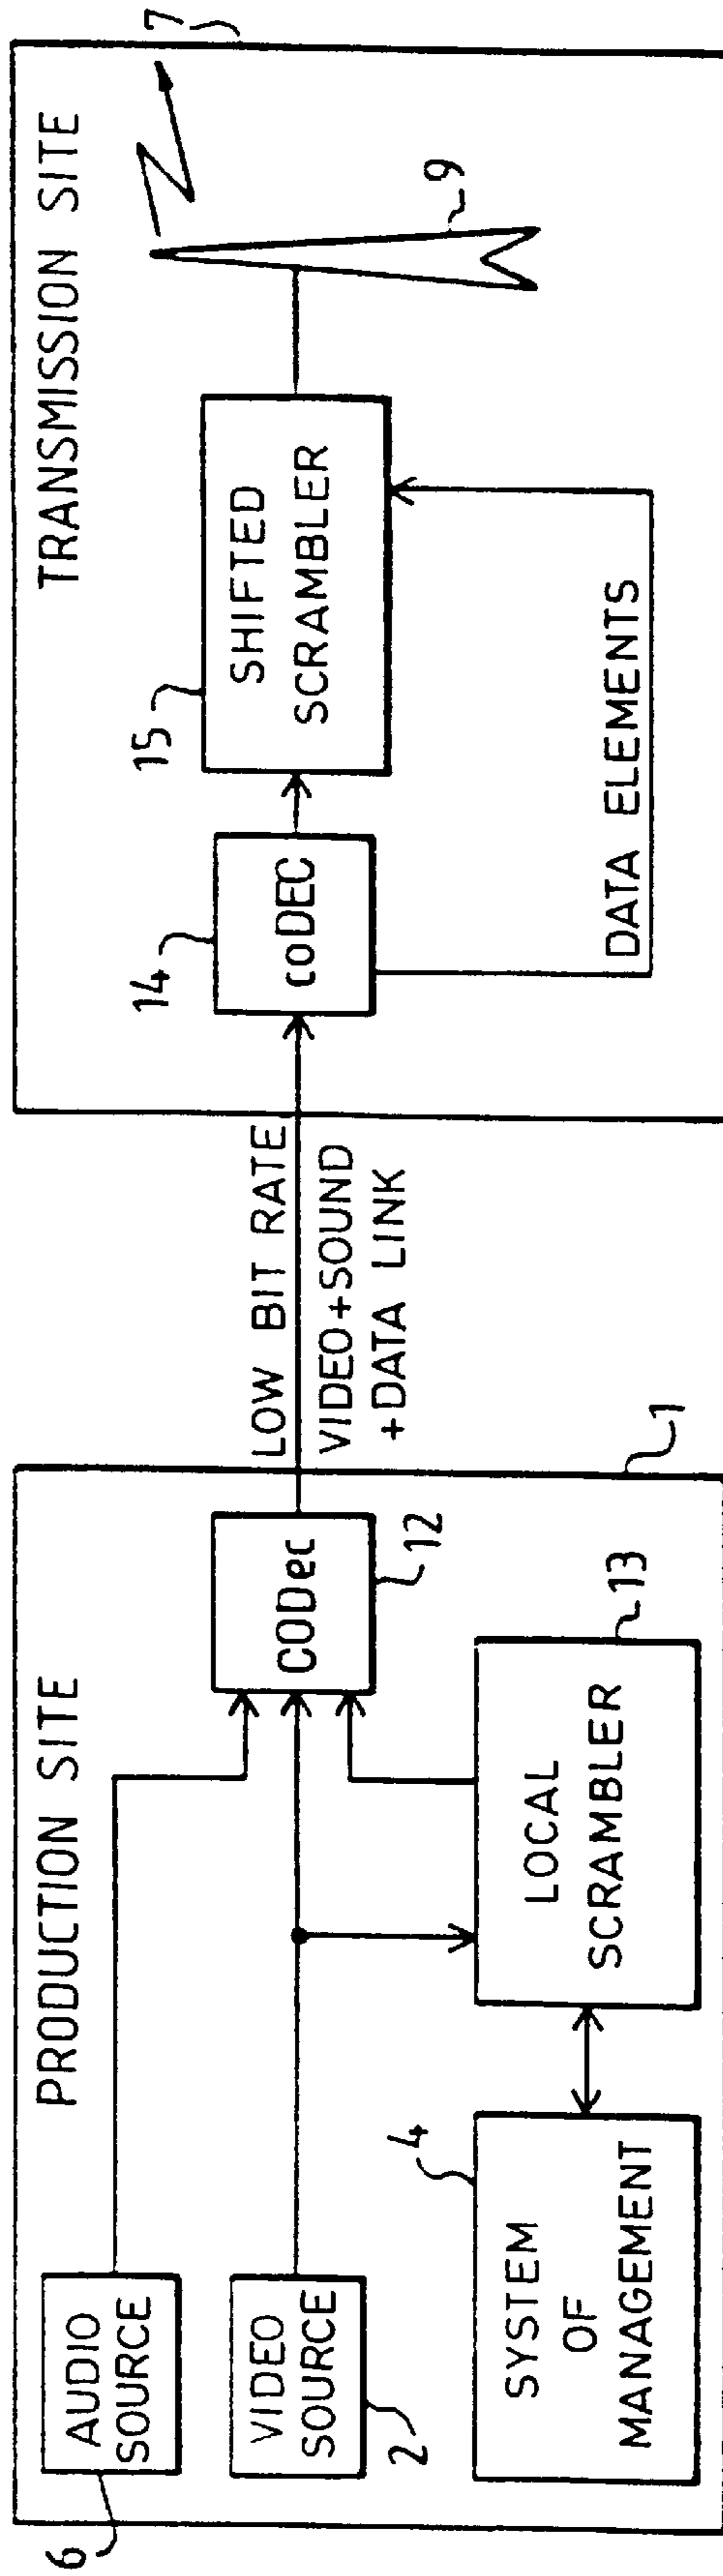 PRODUCTION SITE
AUDIO
SOURCE
6
VIDEO
SOURCE
2
SYSTEM
OF
MANAGEMENT
4
LOCAL
SCRAMBLER
13
CODec
12
1
LOW BIT RATE
VIDEO+SOUND
+DATA LINK
TRANSMISSION SITE
7
14
coDEC
15
SHIFTED
SCRAMBLER
DATA ELEMENTS
9